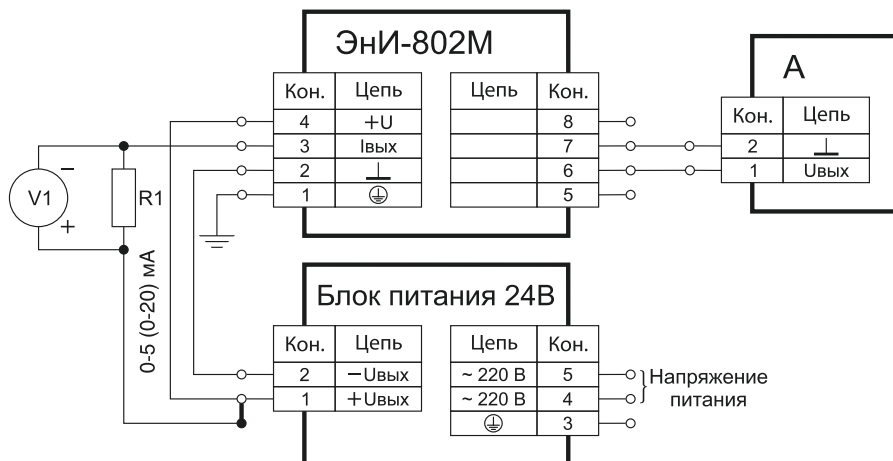 ЭнИ-802М
Кон. Цепь
4 +U
3 Iвых
2 ⊥
1
Цепь Кон.
8
7
6
5
А
Кон. Цепь
2 ⊥
1 Uвых
V1
−
+
R1
0-5 (0-20) мА
Блок питания 24В
Кон. Цепь
2 −Uвых
1 +Uвых
Цепь Кон.
~ 220 В 5
~ 220 В 4
3
Напряжение
питания